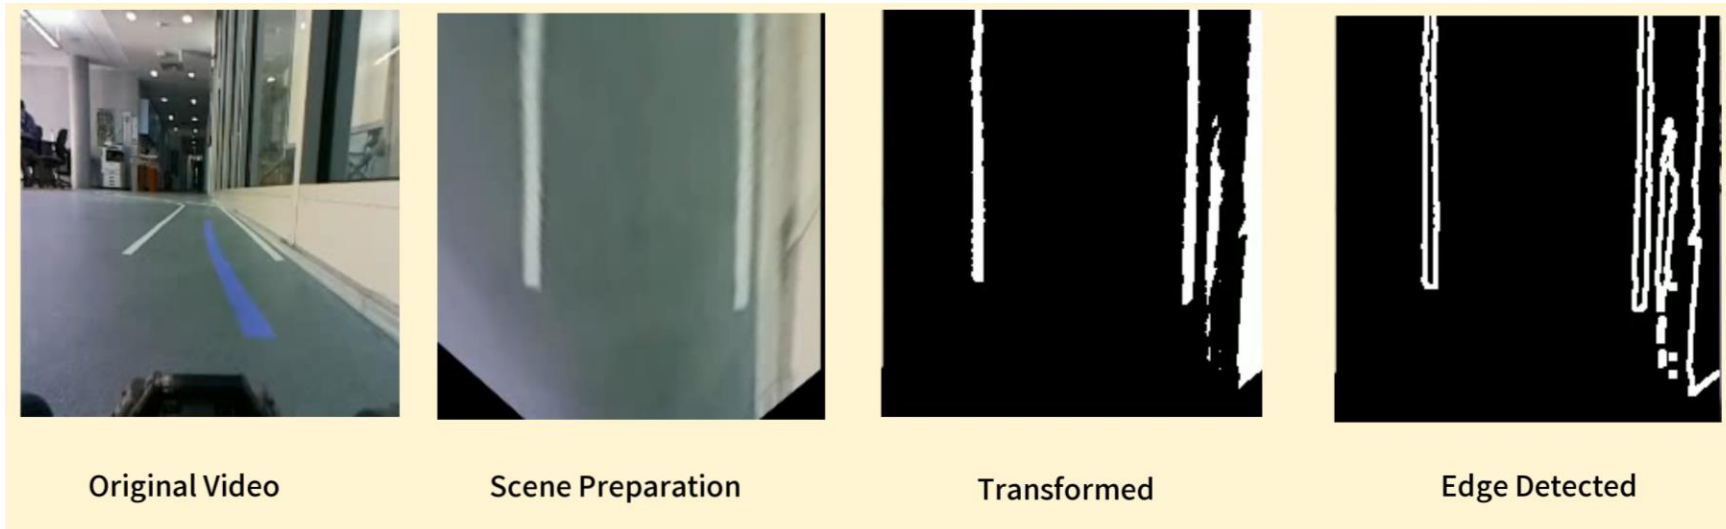 Original Video
Scene Preparation
Transformed
Edge Detected